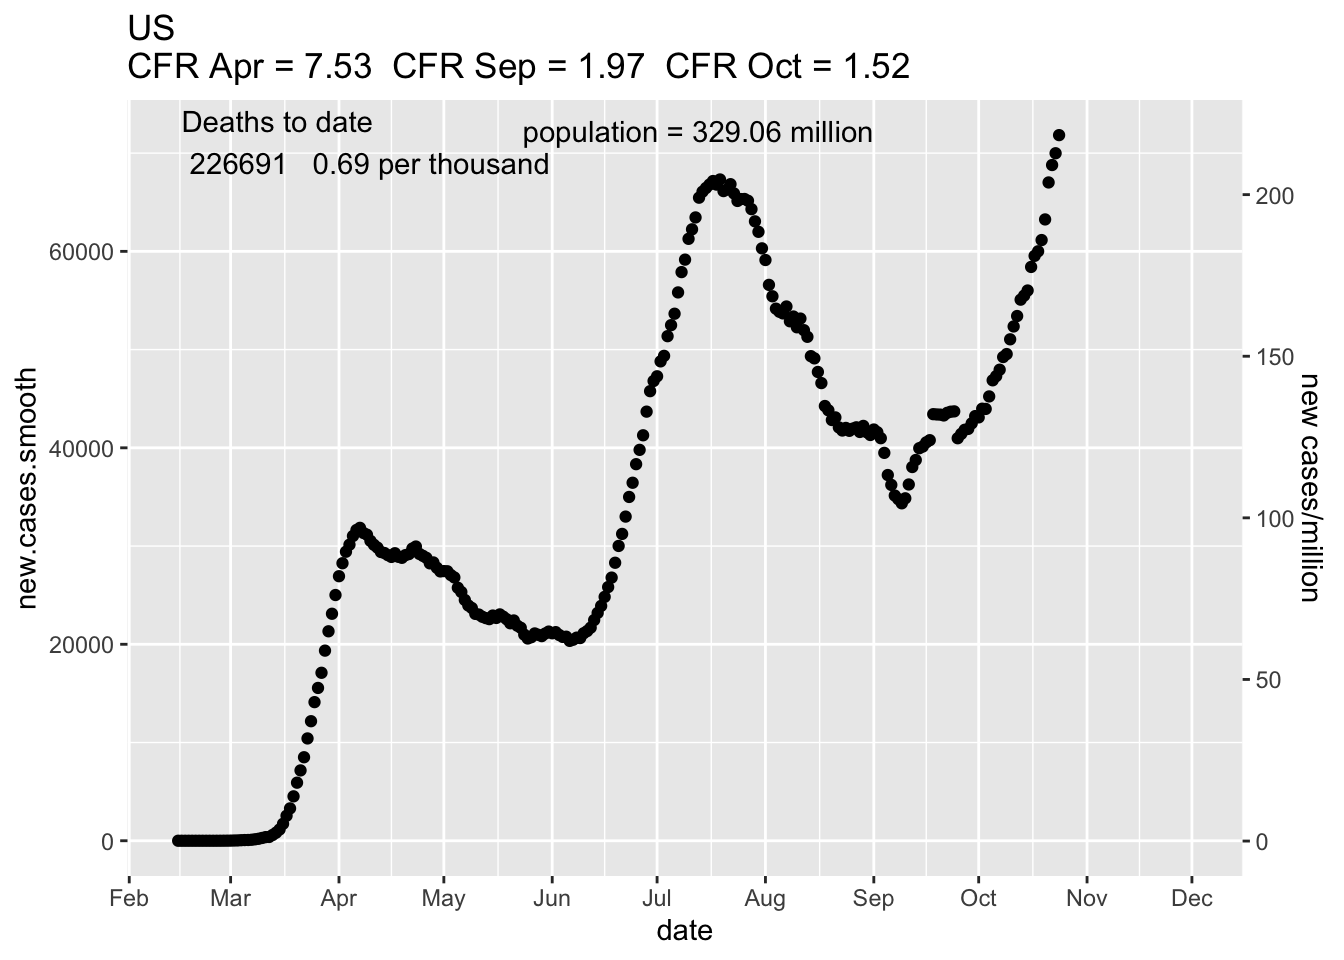 US
CFR Apr = 7.53  CFR Sep = 1.97  CFR Oct = 1.52
Deaths to date
population = 329.06 million
226691   0.69 per thousand
new.cases.smooth
60000
40000
20000
0
200
150
100
50
0
new cases/million
Feb Mar Apr May Jun Jul Aug Sep Oct Nov Dec
date